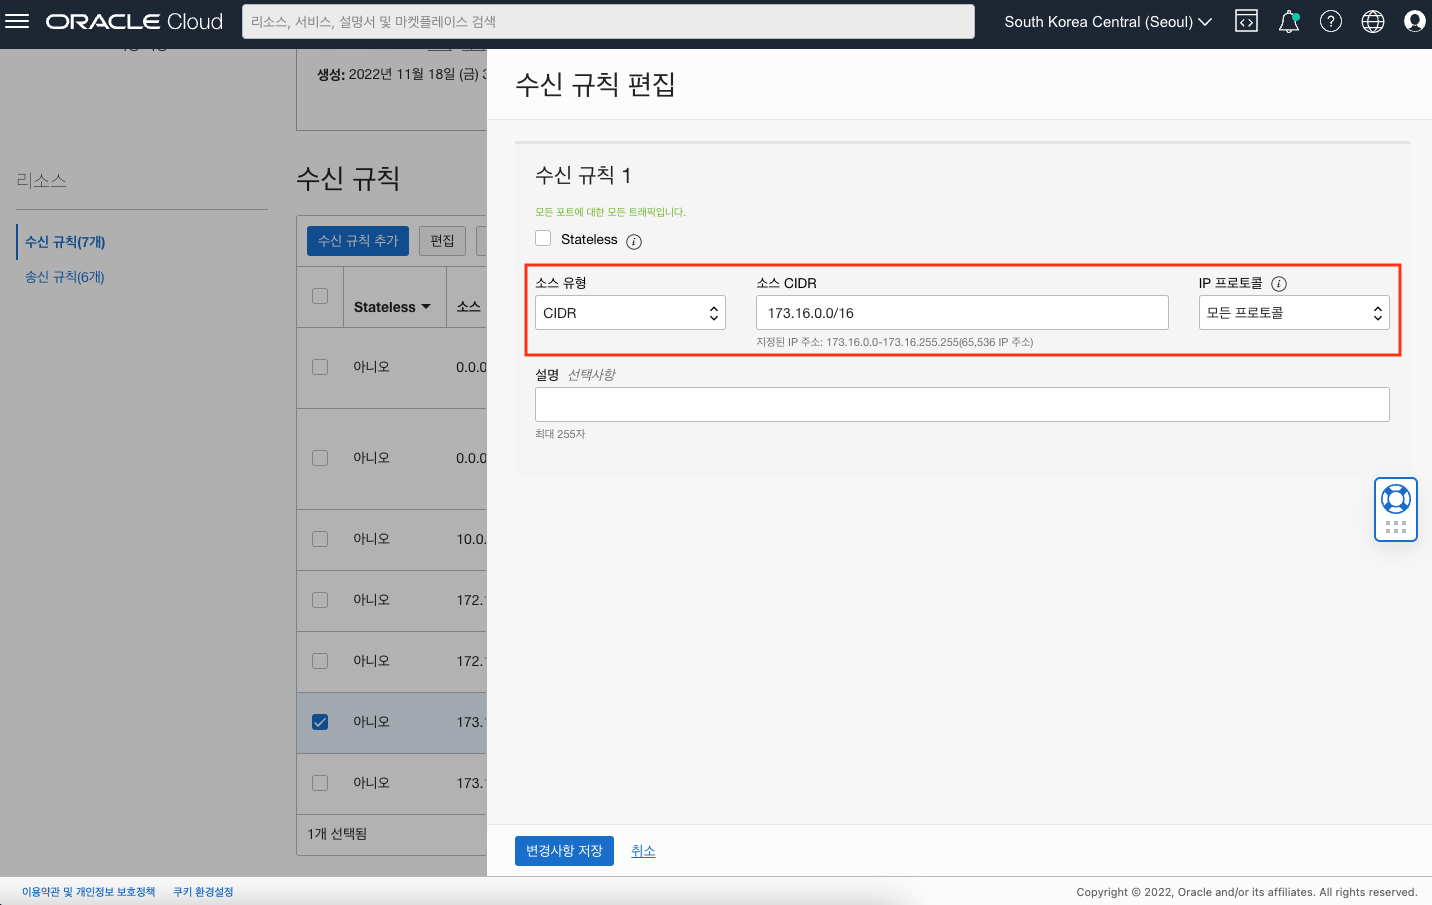 ORACLE Cloud
리소스, 서비스, 설명서 및 마켓플레이스 검색
South Korea Central (Seoul)
생성: 2022년 11월 18일 (금) 3
리소스
수신 규칙(7개)
송신 규칙(6개)
수신 규칙
수신 규칙 추가
편집
Stateless
소스
아니오
0.0.0
아니오
0.0.0
아니오
10.0.
아니오
172.
아니오
172.
아니오
173.
아니오
173.
1개 선택됨
수신 규칙 편집
수신 규칙 1
모든 포트에 대한 모든 트래픽입니다.
Stateless
소스 유형
CIDR
소스 CIDR
173.16.0.0/16
지정된 IP 주소: 173.16.0.0-173.16.255.255(65,536 IP 주소)
IP 프로토콜
모든 프로토콜
설명 선택사항
최대 255자
변경사항 저장
취소
이용약관 및 개인정보 보호정책
쿠키 환경설정
Copyright © 2022, Oracle and/or its affiliates. All rights reserved.